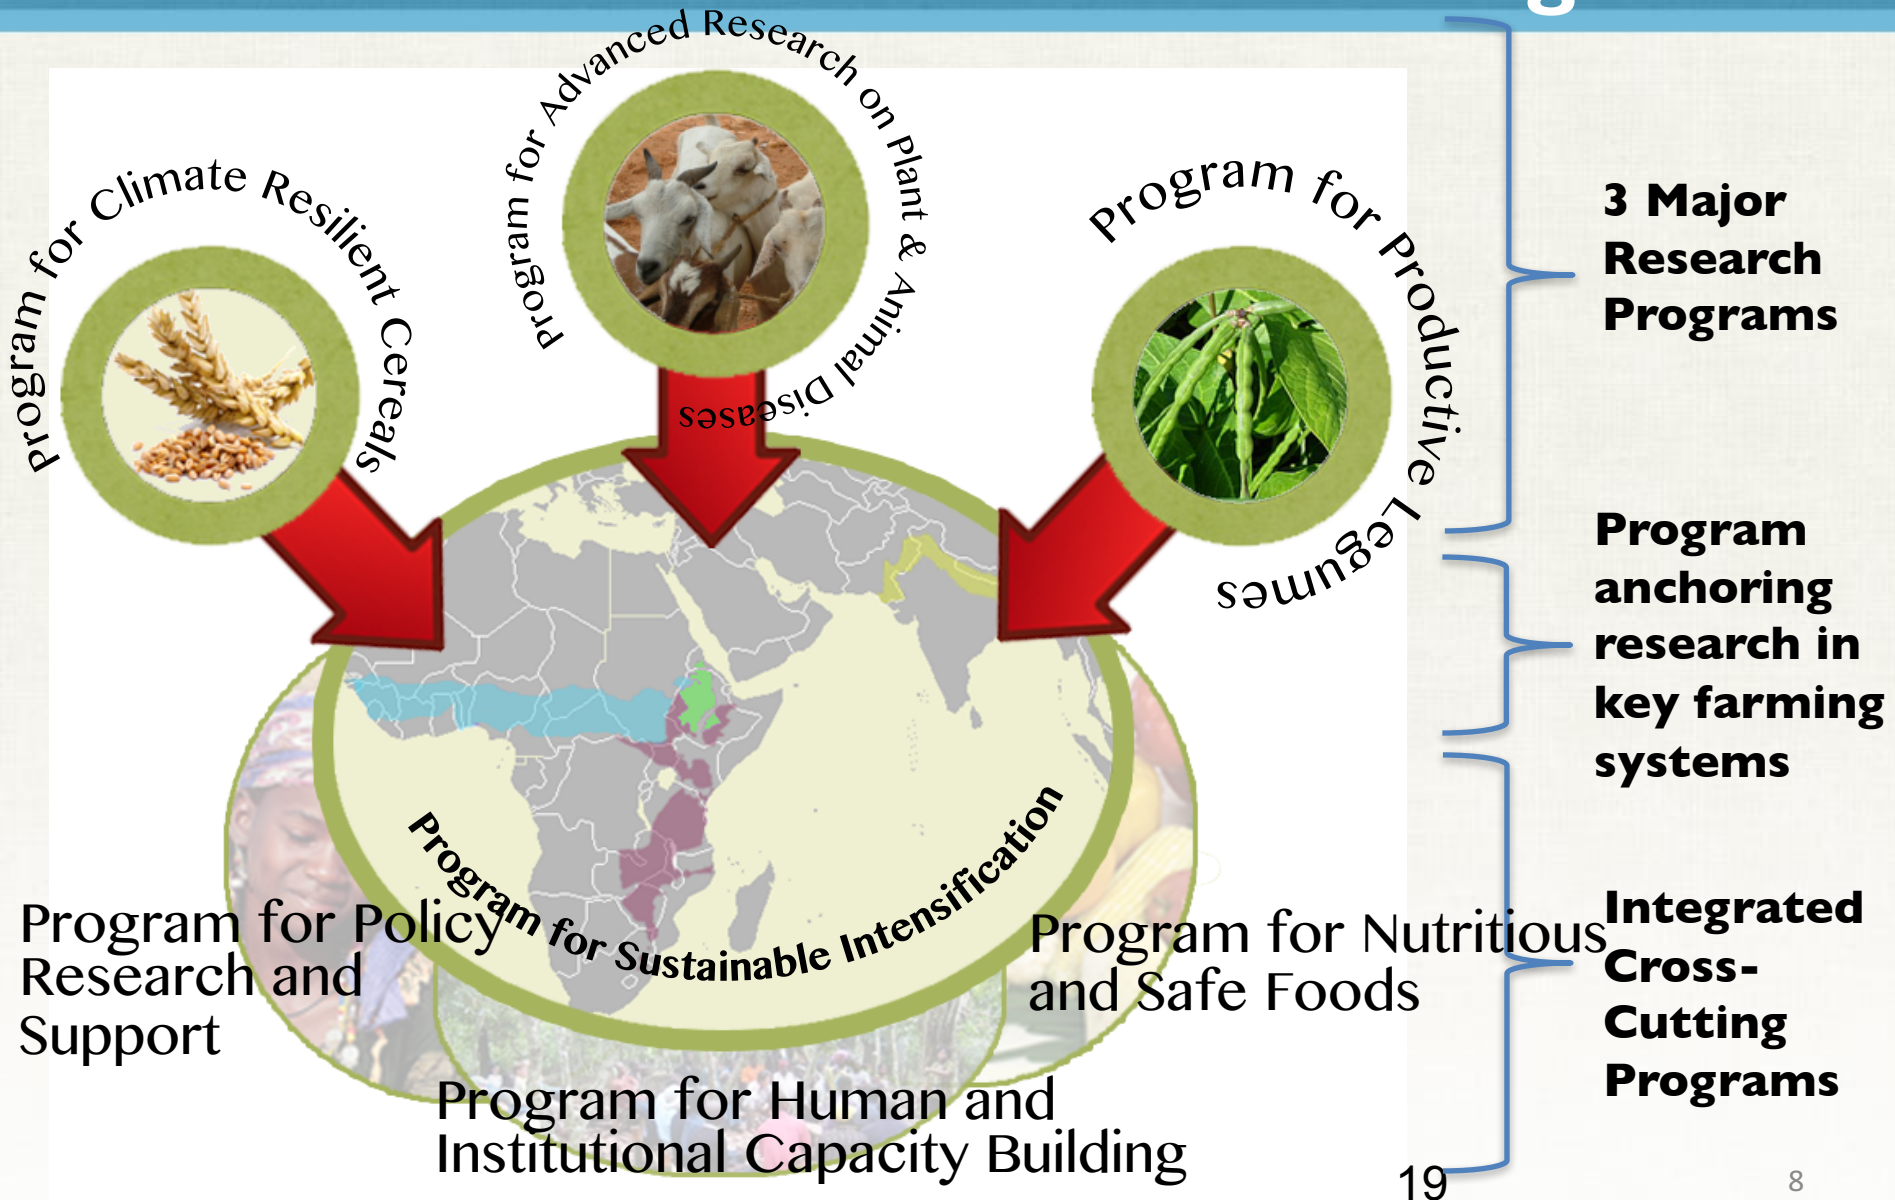 g
Program for Climate Resilient Cereals
Program for Advanced Research on Plant & Animal Diseases
Program for Productive Legumes
3 Major
Research
Programs
Program
anchoring
research in
key farming
systems
Program for Sustainable Intensification
Program for Policy
Research and
Support
Program for Nutritious
and Safe Foods
Integrated
Cross-
Cutting
Programs
Program for Human and
Institutional Capacity Building
19
8